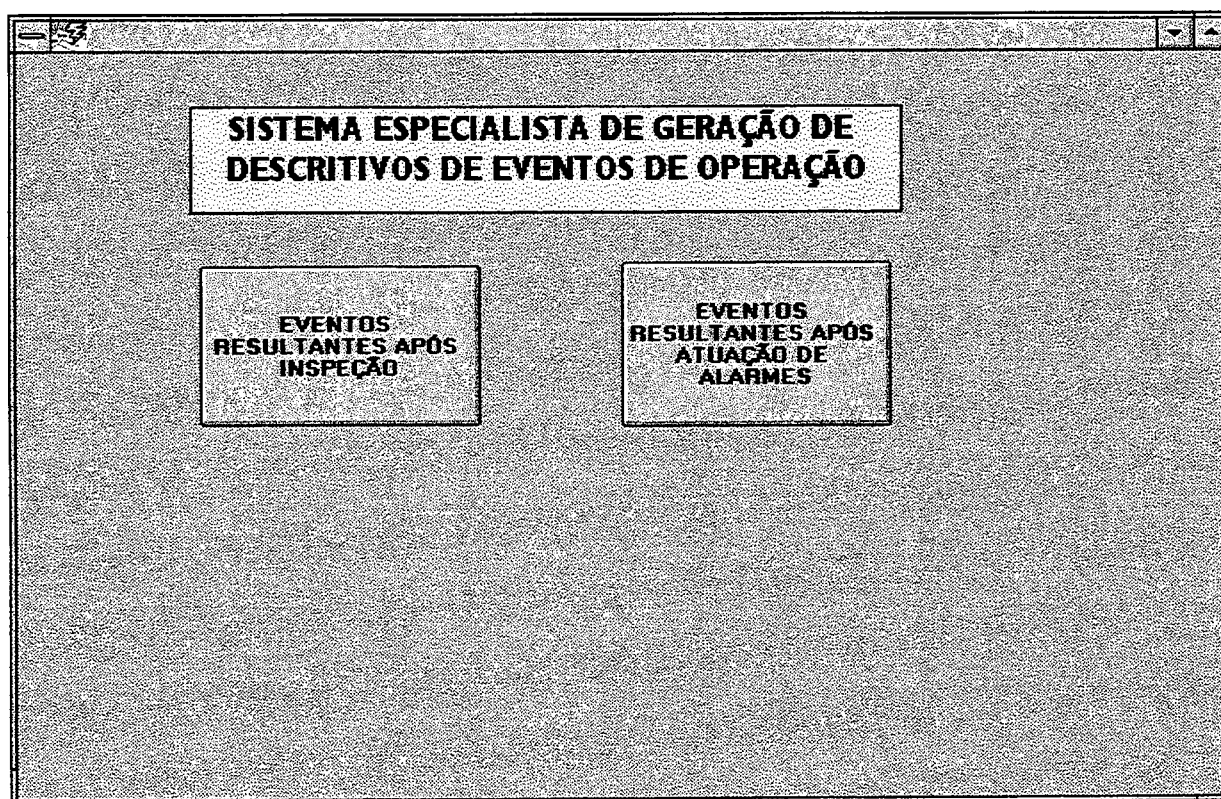 SISTEMA ESPECIALISTA DE GERAÇÃO DE
DESCRITIVOS DE EVENTOS DE OPERAÇÃO
EVENTOS
RESULTANTES APÓS
INSPEÇÃO
EVENTOS
RESULTANTES APÓS
ATUAÇÃO DE
ALARMES